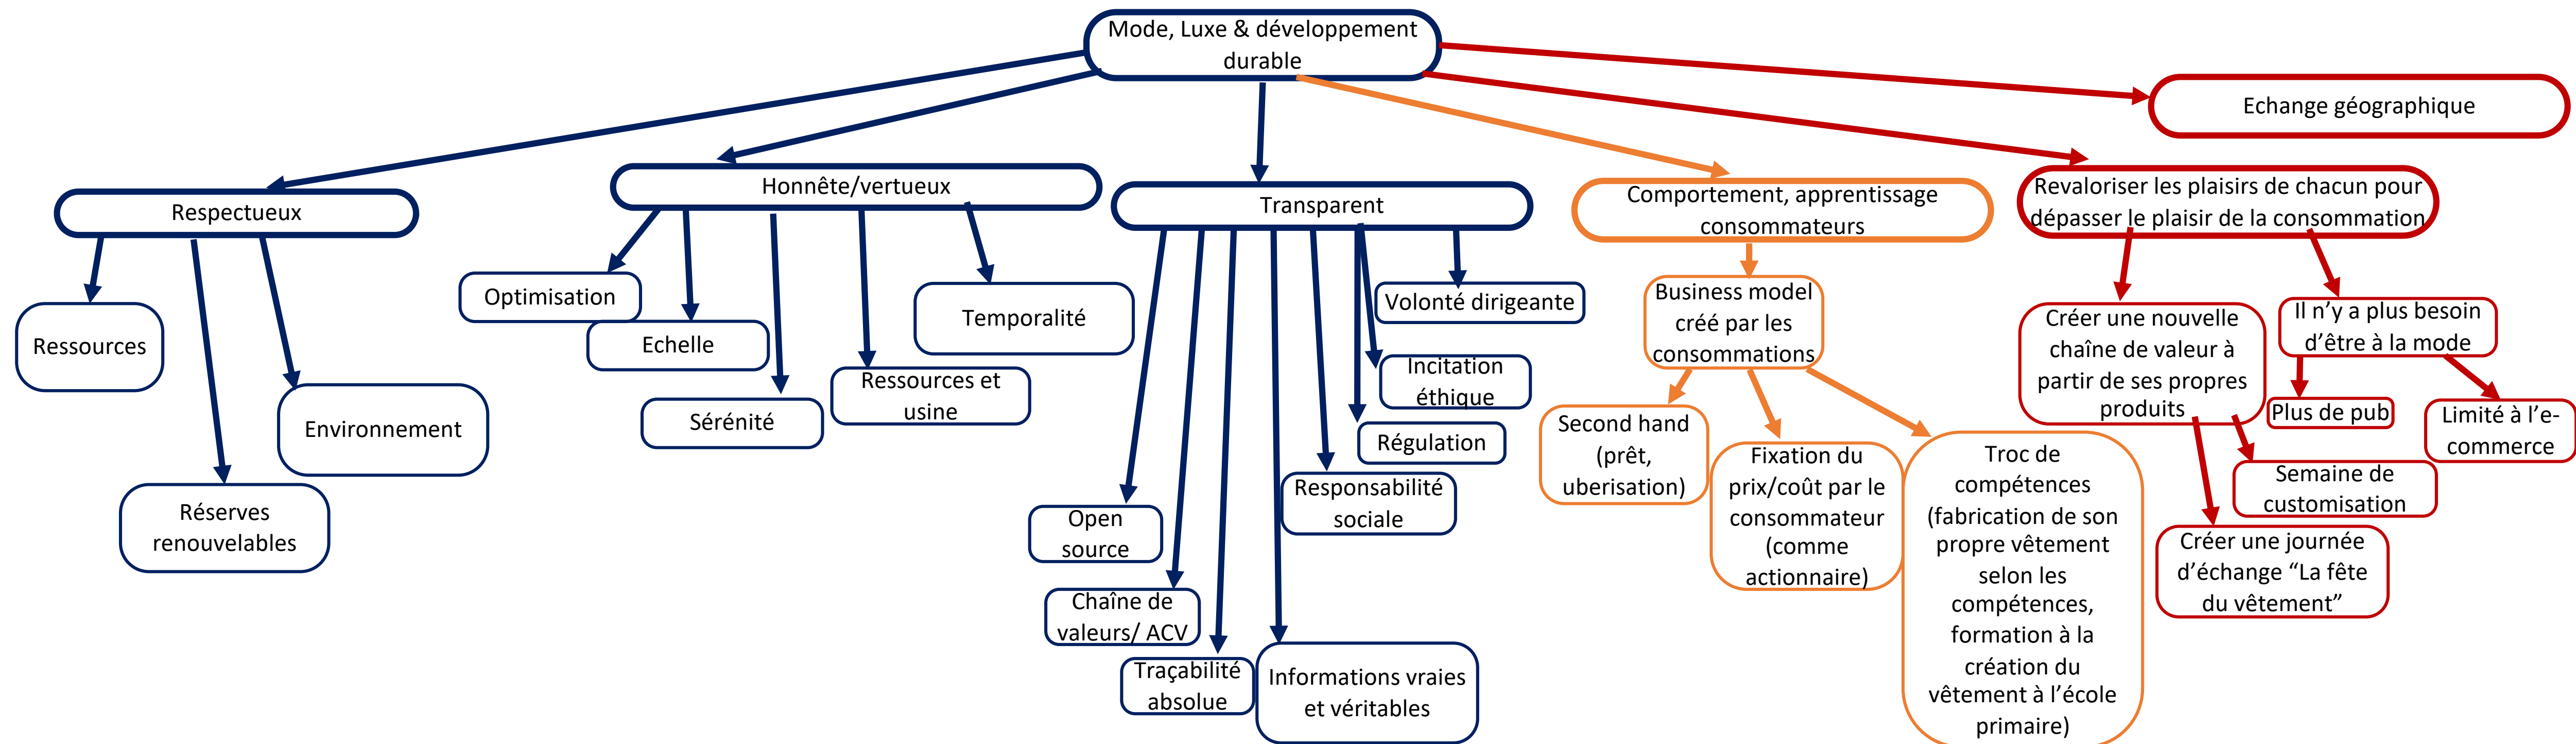 Mode, Luxe & développement
durable
Echange géographique
Respectueux
Honnête/vertueux
Transparent
Comportement, apprentissage
consommateurs
Revaloriser les plaisirs de chacun pour
dépasser le plaisir de la consommation
Ressources
Réserves
renouvelables
Environnement
Optimisation
Echelle
Sérénité
Ressources et
usine
Temporalité
Open
source
Chaîne de
valeurs/ ACV
Traçabilité
absolue
Informations vraies
et véritables
Responsabilité
sociale
Régulation
Incitation
éthique
Volonté dirigeante
Business model
créé par les
consommations
Second hand
(prêt,
uberisation)
Fixation du
prix/coût par le
consommateur
(comme
actionnaire)
Troc de
compétences
(fabrication de son
propre vêtement
selon les
compétences,
formation à la
création du
vêtement à l’école
primaire)
Créer une nouvelle
chaîne de valeur à
partir de ses propres
produits
Créer une journée
d’échange “La fête
du vêtement”
Semaine de
customisation
Il n’y a plus besoin
d’être à la mode
Plus de pub
Limité à l’e-
commerce